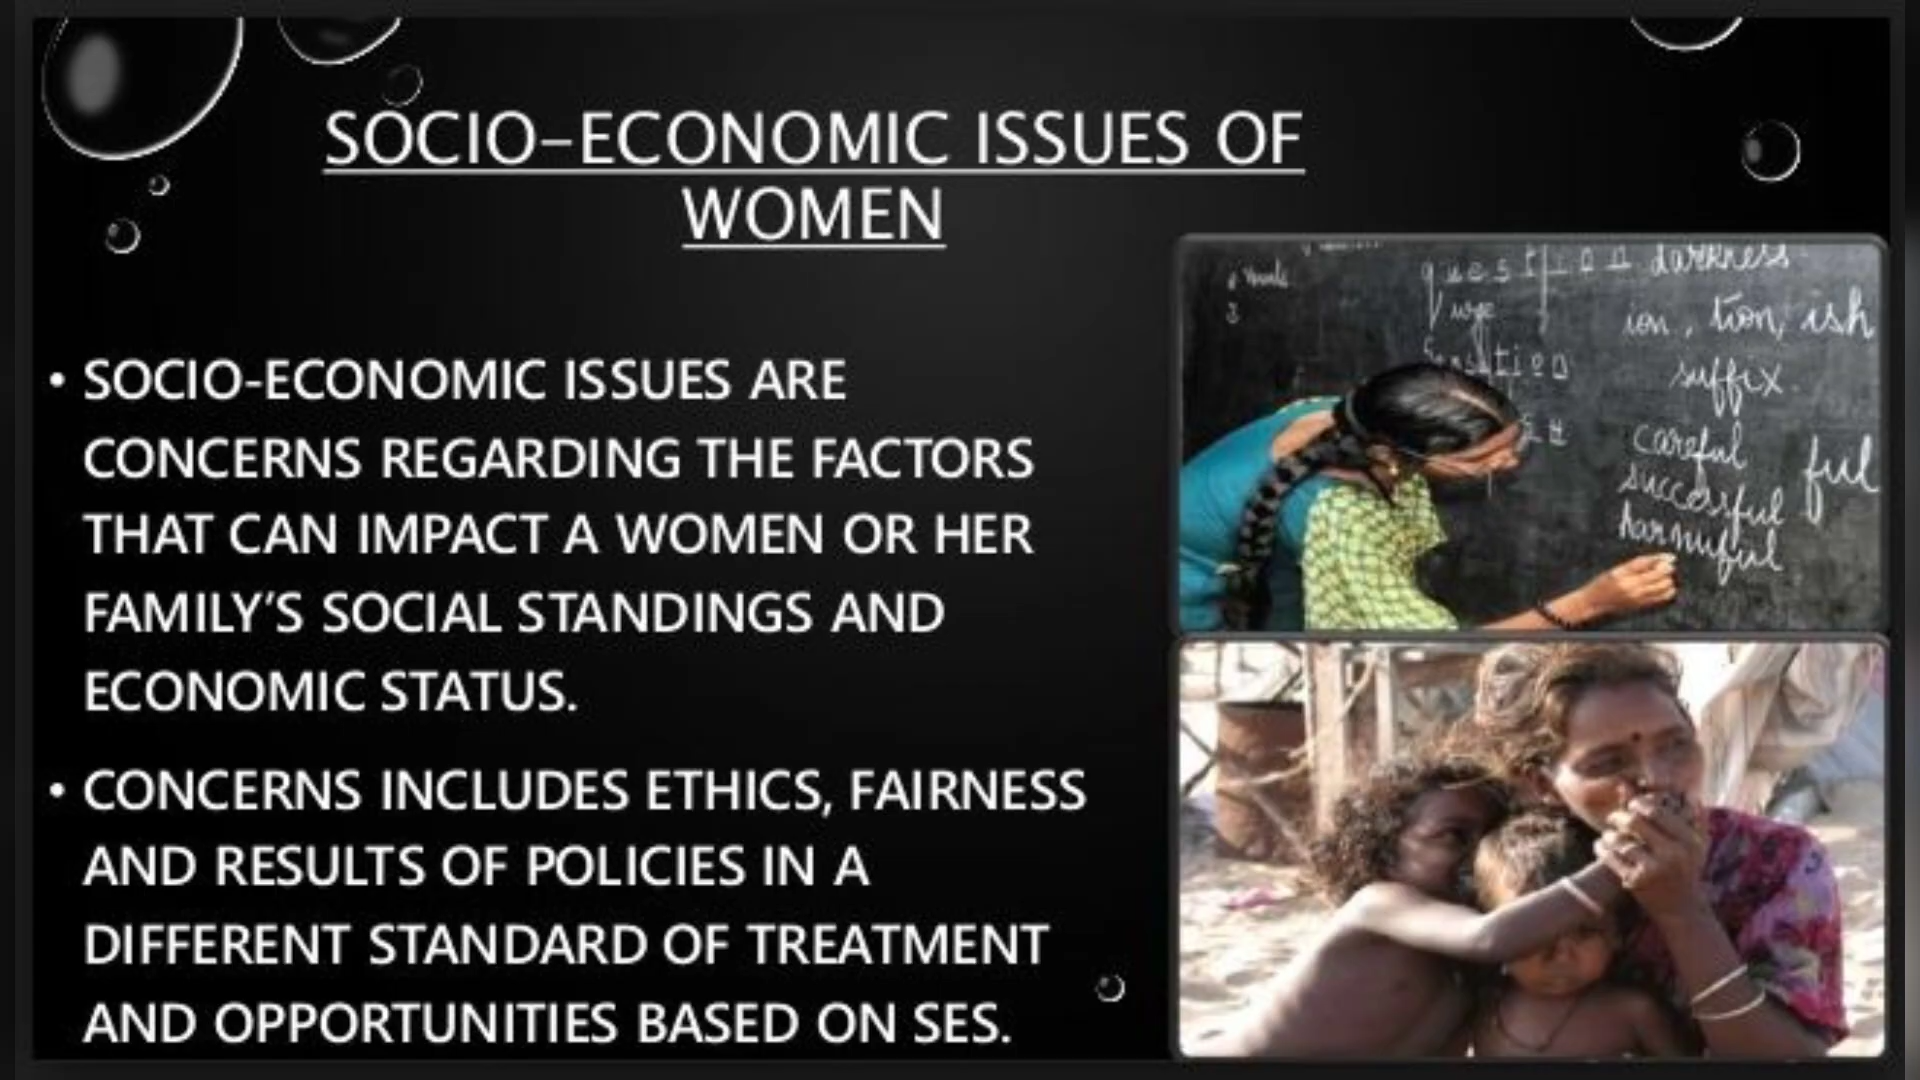 SOCIO–ECONOMIC ISSUES OF
WOMEN
• SOCIO-ECONOMIC ISSUES ARE
CONCERNS REGARDING THE FACTORS
THAT CAN IMPACT A WOMEN OR HER
FAMILY’S SOCIAL STANDINGS AND
ECONOMIC STATUS.
• CONCERNS INCLUDES ETHICS, FAIRNESS
AND RESULTS OF POLICIES IN A
DIFFERENT STANDARD OF TREATMENT
AND OPPORTUNITIES BASED ON SES.
question darkness
ion, tion, ish
suffix.
careful ful
successful
harmuful